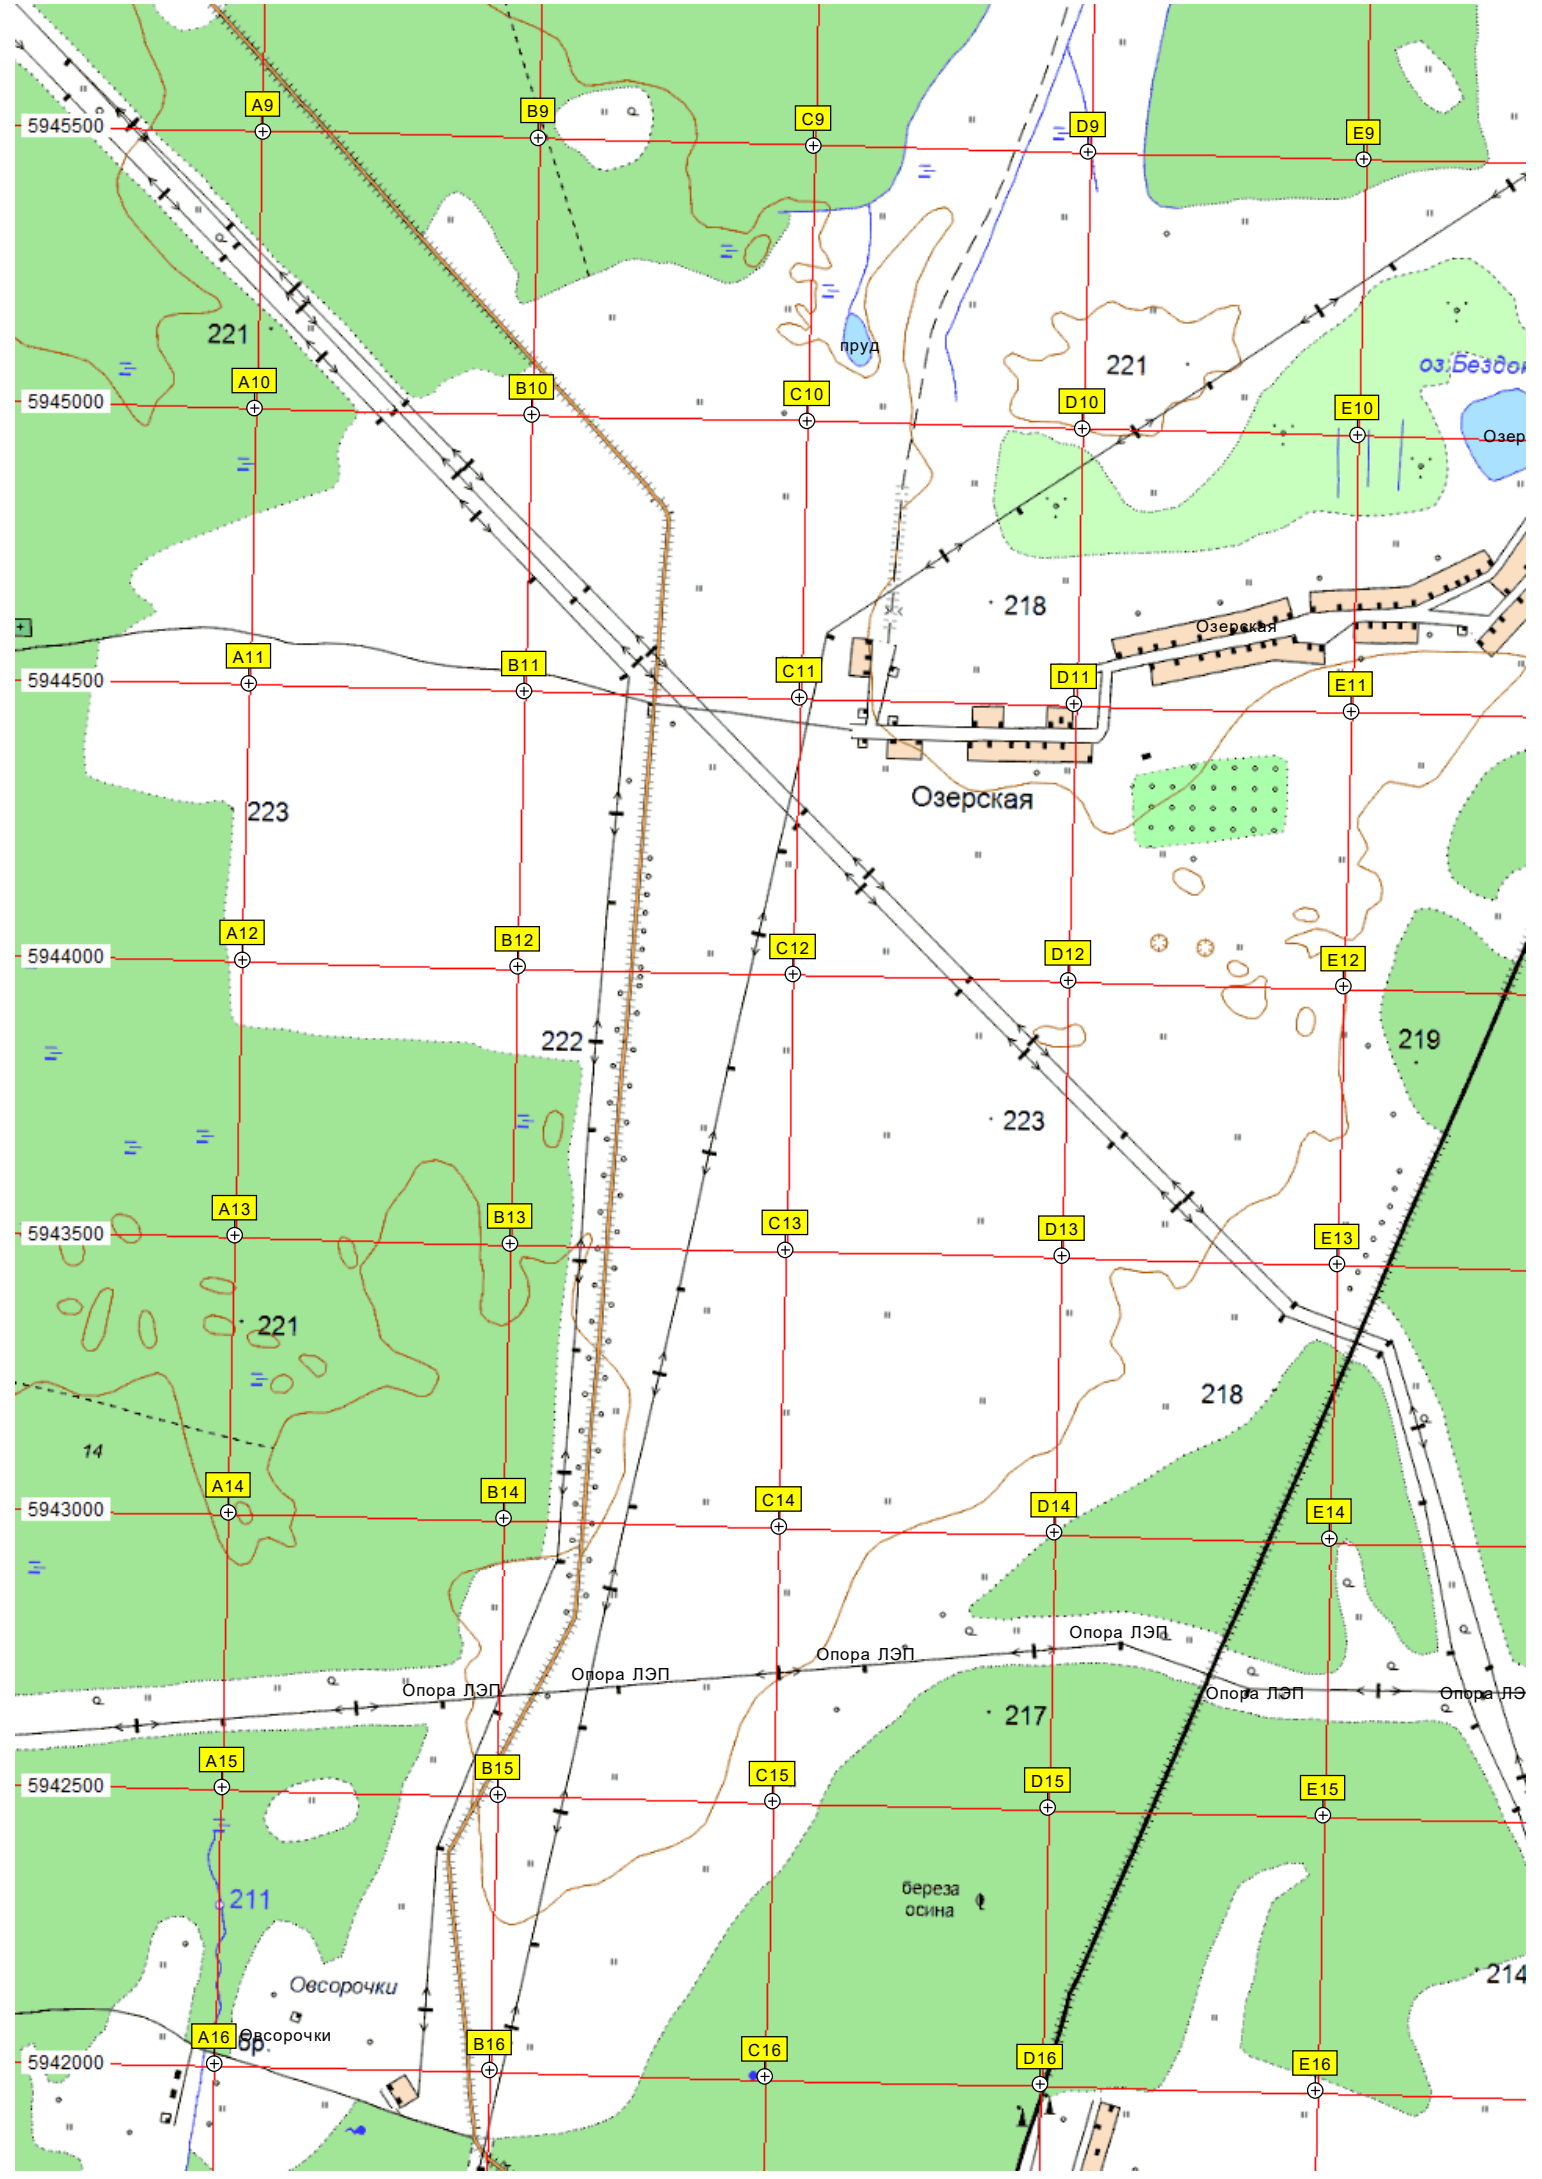 A9
B9
C9
D9
E9
5945500
221
пруд
221
оз.Бездон
A10
B10
C10
D10
E10
5945000
Озер
218
Озерская
A11
B11
C11
D11
E11
5944500
223
Озерская
A12
B12
C12
D12
E12
5944000
222
219
223
A13
B13
C13
D13
E13
5943500
221
218
14
A14
B14
C14
D14
E14
5943000
Опора ЛЭП
Опора ЛЭП
Опора ЛЭП
Опора ЛЭП
Опора ЛЭП
Опора ЛЭ
217
A15
B15
C15
D15
E15
5942500
береза
осина
211
214
Овсорочки
A16
Овсорочки
бр.
B16
C16
D16
E16
5942000